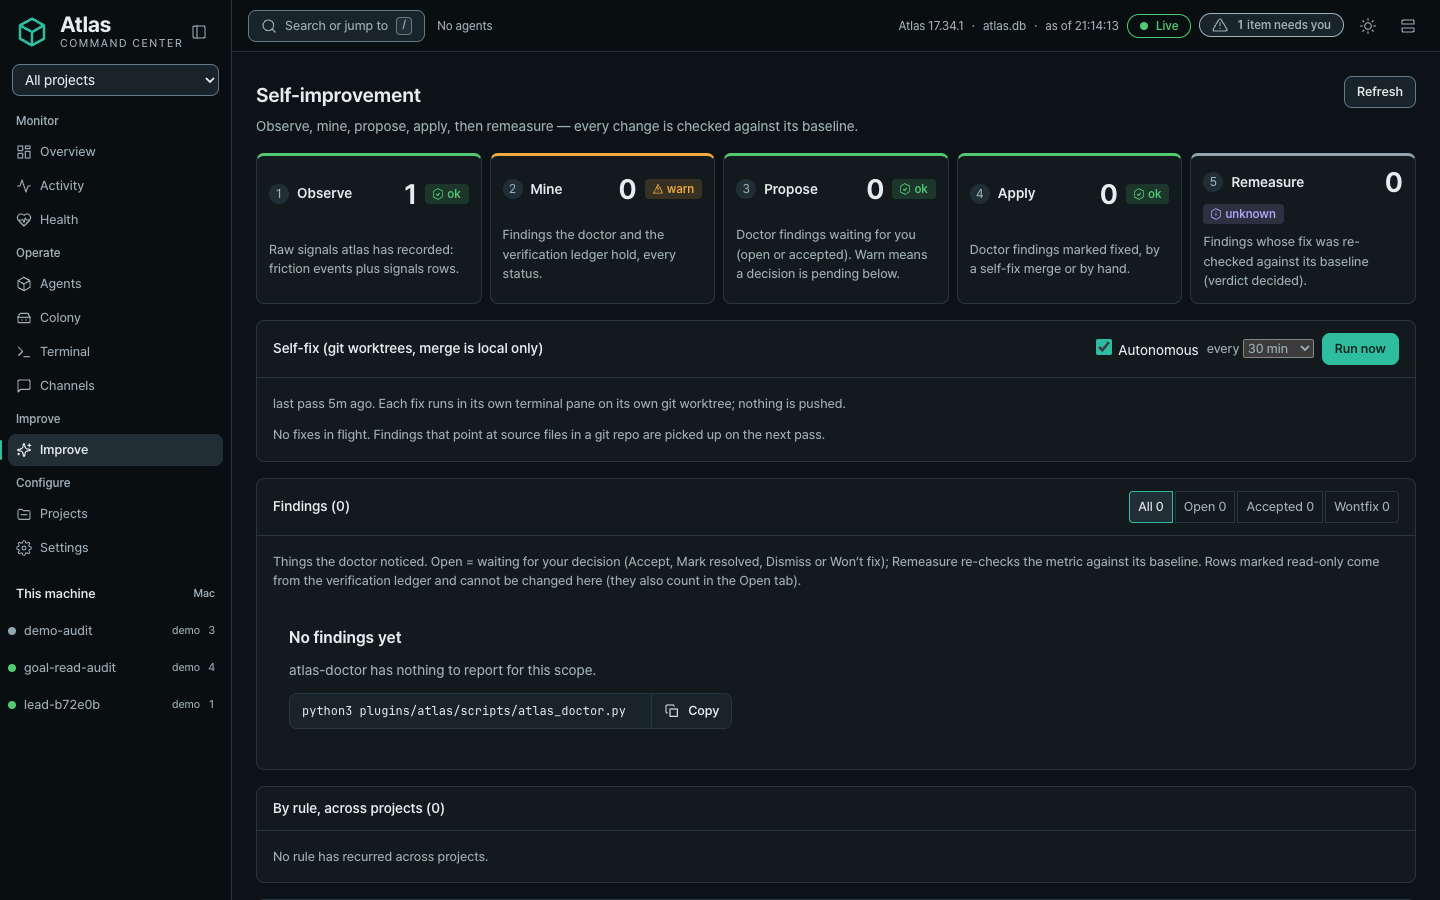 Atlas
COMMAND CENTER
All projects
Monitor
Overview
Activity
Health
Operate
Agents
Colony
Terminal
Channels
Improve
Improve
Configure
Projects
Settings
This machine Mac
demo-audit demo 3
goal-read-audit demo 4
lead-b72e0b demo 1
Search or jump to / No agents
Atlas 17.34.1 · atlas.db · as of 21:14:13 Live 1 item needs you
Self-improvement
Refresh
Observe, mine, propose, apply, then remeasure — every change is checked against its baseline.
1 Observe 1 ok
Raw signals atlas has recorded:
friction events plus signals rows.
2 Mine 0 warn
Findings the doctor and the
verification ledger hold, every
status.
3 Propose 0 ok
Doctor findings waiting for you
(open or accepted). Warn means
a decision is pending below.
4 Apply 0 ok
Doctor findings marked fixed, by
a self-fix merge or by hand.
5 Remeasure 0
unknown
Findings whose fix was re-
checked against its baseline
(verdict decided).
Self-fix (git worktrees, merge is local only)
Autonomous every 30 min Run now
last pass 5m ago. Each fix runs in its own terminal pane on its own git worktree; nothing is pushed.
No fixes in flight. Findings that point at source files in a git repo are picked up on the next pass.
Findings (0)
All 0 Open 0 Accepted 0 Wontfix 0
Things the doctor noticed. Open = waiting for your decision (Accept, Mark resolved, Dismiss or Won't fix); Remeasure re-checks the metric against its baseline. Rows marked read-only come
from the verification ledger and cannot be changed here (they also count in the Open tab).
No findings yet
atlas-doctor has nothing to report for this scope.
python3 plugins/atlas/scripts/atlas_doctor.py Copy
By rule, across projects (0)
No rule has recurred across projects.